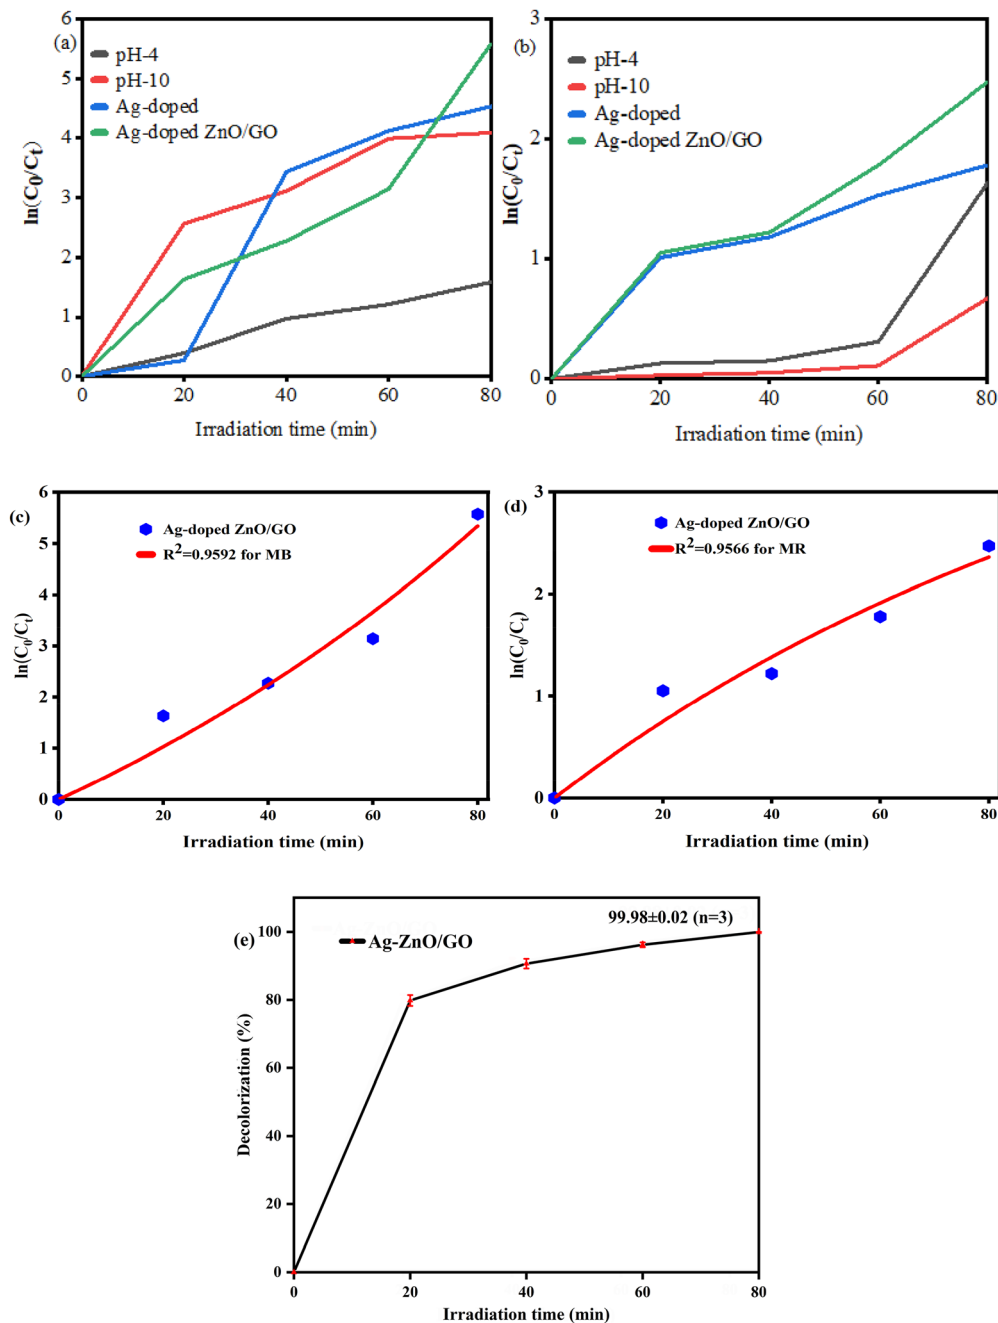 (a)
pH-4
pH-10
Ag-doped
Ag-doped ZnO/GO
ln(C0/Ct)
6
5
4
3
2
1
0
0 20 40 60 80
Irradiation time (min)
(b)
pH-4
pH-10
Ag-doped
Ag-doped ZnO/GO
ln(C0/Ct)
3
2
1
0
0 20 40 60 80
Irradiation time (min)
(c)
Ag-doped ZnO/GO
R2=0.9592 for MB
ln(C0/Ct)
6
5
4
3
2
1
0
0 20 40 60 80
Irradiation time (min)
(d)
Ag-doped ZnO/GO
R2=0.9566 for MR
ln(C0/Ct)
3
2
1
0
0 20 40 60 80
Irradiation time (min)
(e)
99.98±0.02 (n=3)
Ag-ZnO/GO
Decolorization (%)
100
80
60
40
20
0
0 20 40 60 80
Irradiation time (min)